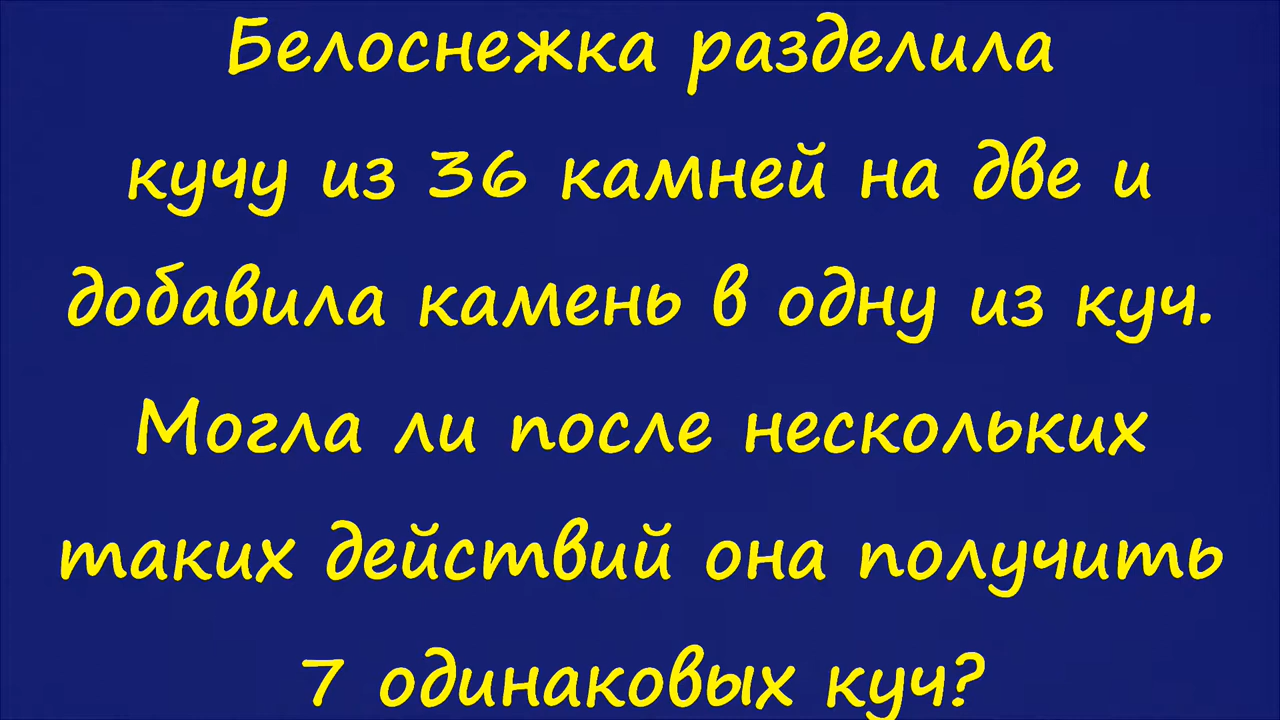 Белоснежка разделила
кучу из 36 камней на две и
добавила камень в одну из куч.
Могла ли после нескольких
таких действий она получить
7 одинаковых куч?